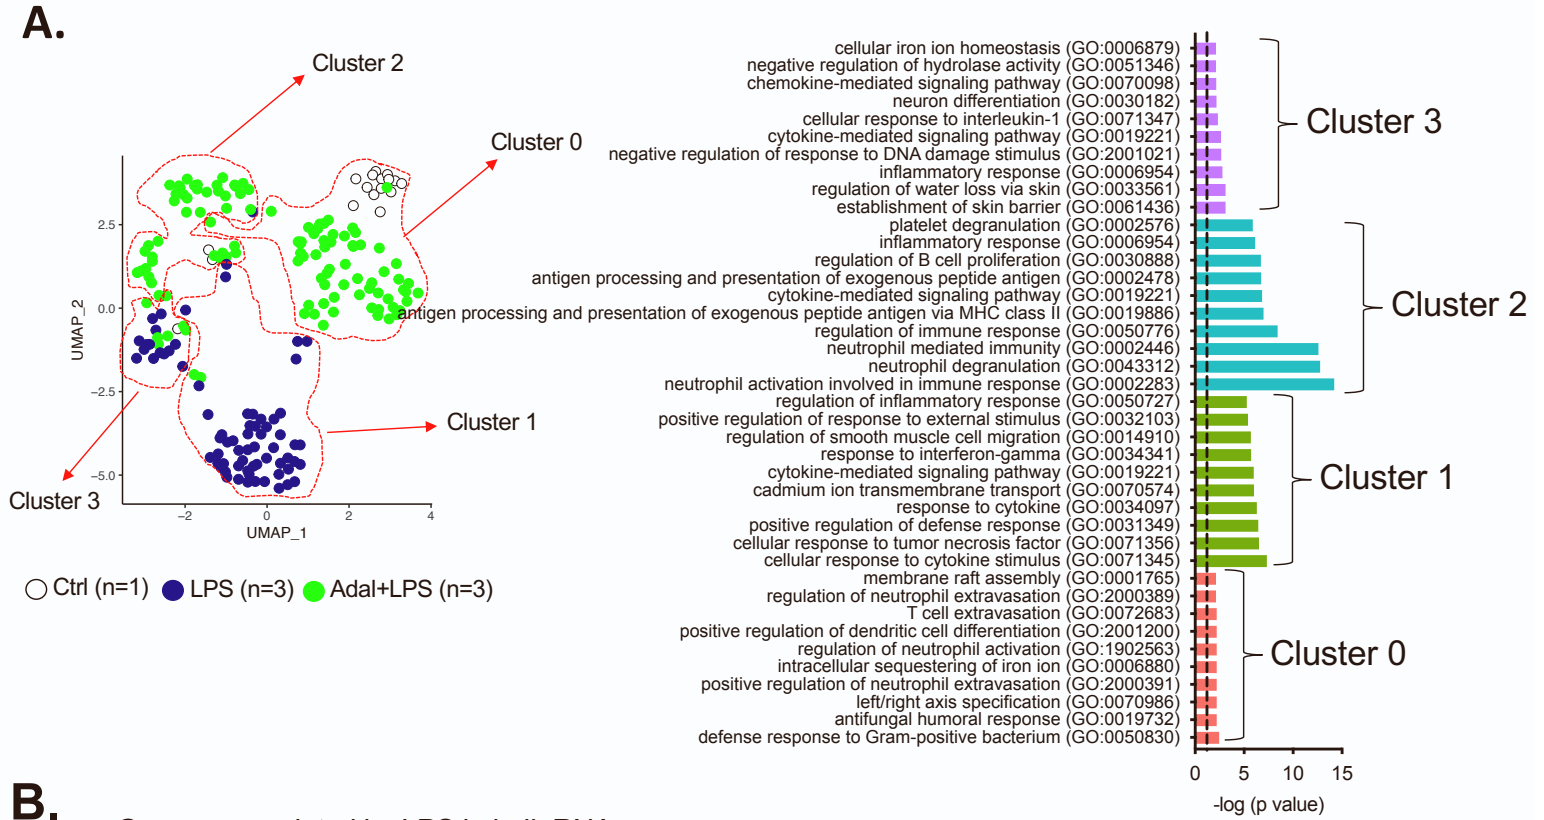 A.
Cluster 2
Cluster 0
Cluster 1
Cluster 3
2.5
0.0
−2.5
−5.0
UMAP_2
−2
0
2
4
UMAP_1
Ctrl (n=1)
LPS (n=3)
Adal+LPS (n=3)
cellular iron ion homeostasis (GO:0006879)
negative regulation of hydrolase activity (GO:0051346)
chemokine-mediated signaling pathway (GO:0070098)
neuron differentiation (GO:0030182)
cellular response to interleukin-1 (GO:0071347)
cytokine-mediated signaling pathway (GO:0019221)
negative regulation of response to DNA damage stimulus (GO:2001021)
inflammatory response (GO:0006954)
regulation of water loss via skin (GO:0033561)
establishment of skin barrier (GO:0061436)
platelet degranulation (GO:0002576)
inflammatory response (GO:0006954)
regulation of B cell proliferation (GO:0030888)
antigen processing and presentation of exogenous peptide antigen (GO:0002478)
cytokine-mediated signaling pathway (GO:0019221)
antigen processing and presentation of exogenous peptide antigen via MHC class II (GO:0019886)
regulation of immune response (GO:0050776)
neutrophil mediated immunity (GO:0002446)
neutrophil degranulation (GO:0043312)
neutrophil activation involved in immune response (GO:0002283)
regulation of inflammatory response (GO:0050727)
positive regulation of response to external stimulus (GO:0032103)
regulation of smooth muscle cell migration (GO:0014910)
response to interferon-gamma (GO:0034341)
cytokine-mediated signaling pathway (GO:0019221)
cadmium ion transmembrane transport (GO:0070574)
response to cytokine (GO:0034097)
positive regulation of defense response (GO:0031349)
cellular response to tumor necrosis factor (GO:0071356)
cellular response to cytokine stimulus (GO:0071345)
membrane raft assembly (GO:0001765)
regulation of neutrophil extravasation (GO:2000389)
T cell extravasation (GO:0072683)
positive regulation of dendritic cell differentiation (GO:2001200)
regulation of neutrophil activation (GO:1902563)
intracellular sequestering of iron ion (GO:0006880)
positive regulation of neutrophil extravasation (GO:2000391)
left/right axis specification (GO:0070986)
antifungal humoral response (GO:0019732)
defense response to Gram-positive bacterium (GO:0050830)
Cluster 3
Cluster 2
Cluster 1
Cluster 0
0
5
10
15
-log (p value)
B.